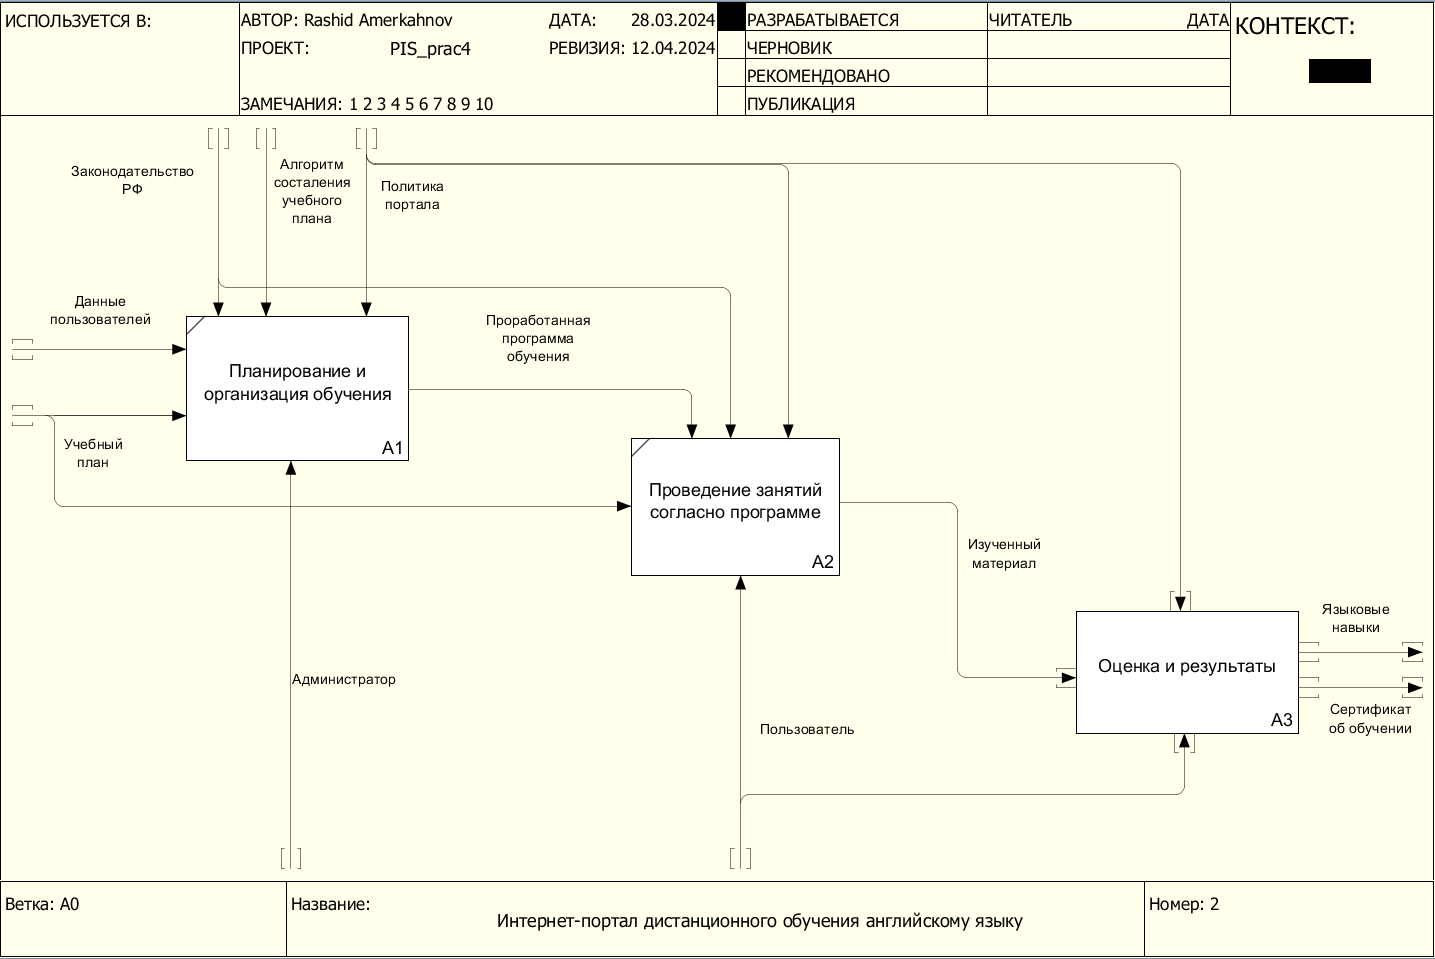 ИСПОЛЬЗУЕТСЯ В:
АВТОР: Rashid Amerkahnov
ДАТА: 28.03.2024
РАЗРАБАТЫВАЕТСЯ
ЧИТАТЕЛЬ
ДАТА
КОНТЕКСТ:
ПРОЕКТ: PIS_prac4
РЕВИЗИЯ: 12.04.2024
ЧЕРНОВИК
РЕКОМЕНДОВАНО
ЗАМЕЧАНИЯ: 1 2 3 4 5 6 7 8 9 10
ПУБЛИКАЦИЯ
Законодательство
РФ
Алгоритм
состаления
учебного
плана
Политика
портала
Данные
пользователей
Проработанная
программа
обучения
Планирование и
организация обучения
A1
Учебный
план
Проведение занятий
согласно программе
A2
Изученный
материал
Языковые
навыки
Оценка и результаты
A3
Сертификат
об обучении
Администратор
Пользователь
Ветка: A0
Название:
Интернет-портал дистанционного обучения английскому языку
Номер: 2